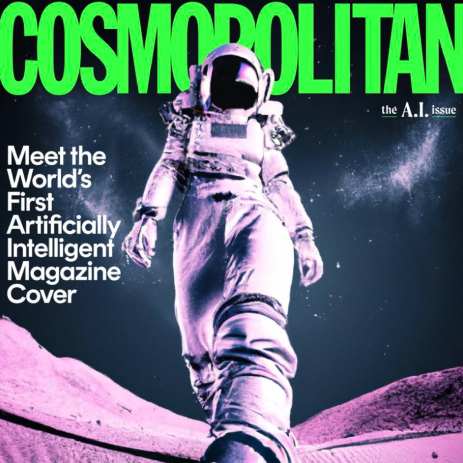 COSMOPOLITAN
the A.I. issue
Meet the
World's
First
Artificially
Intelligent
Magazine
Cover